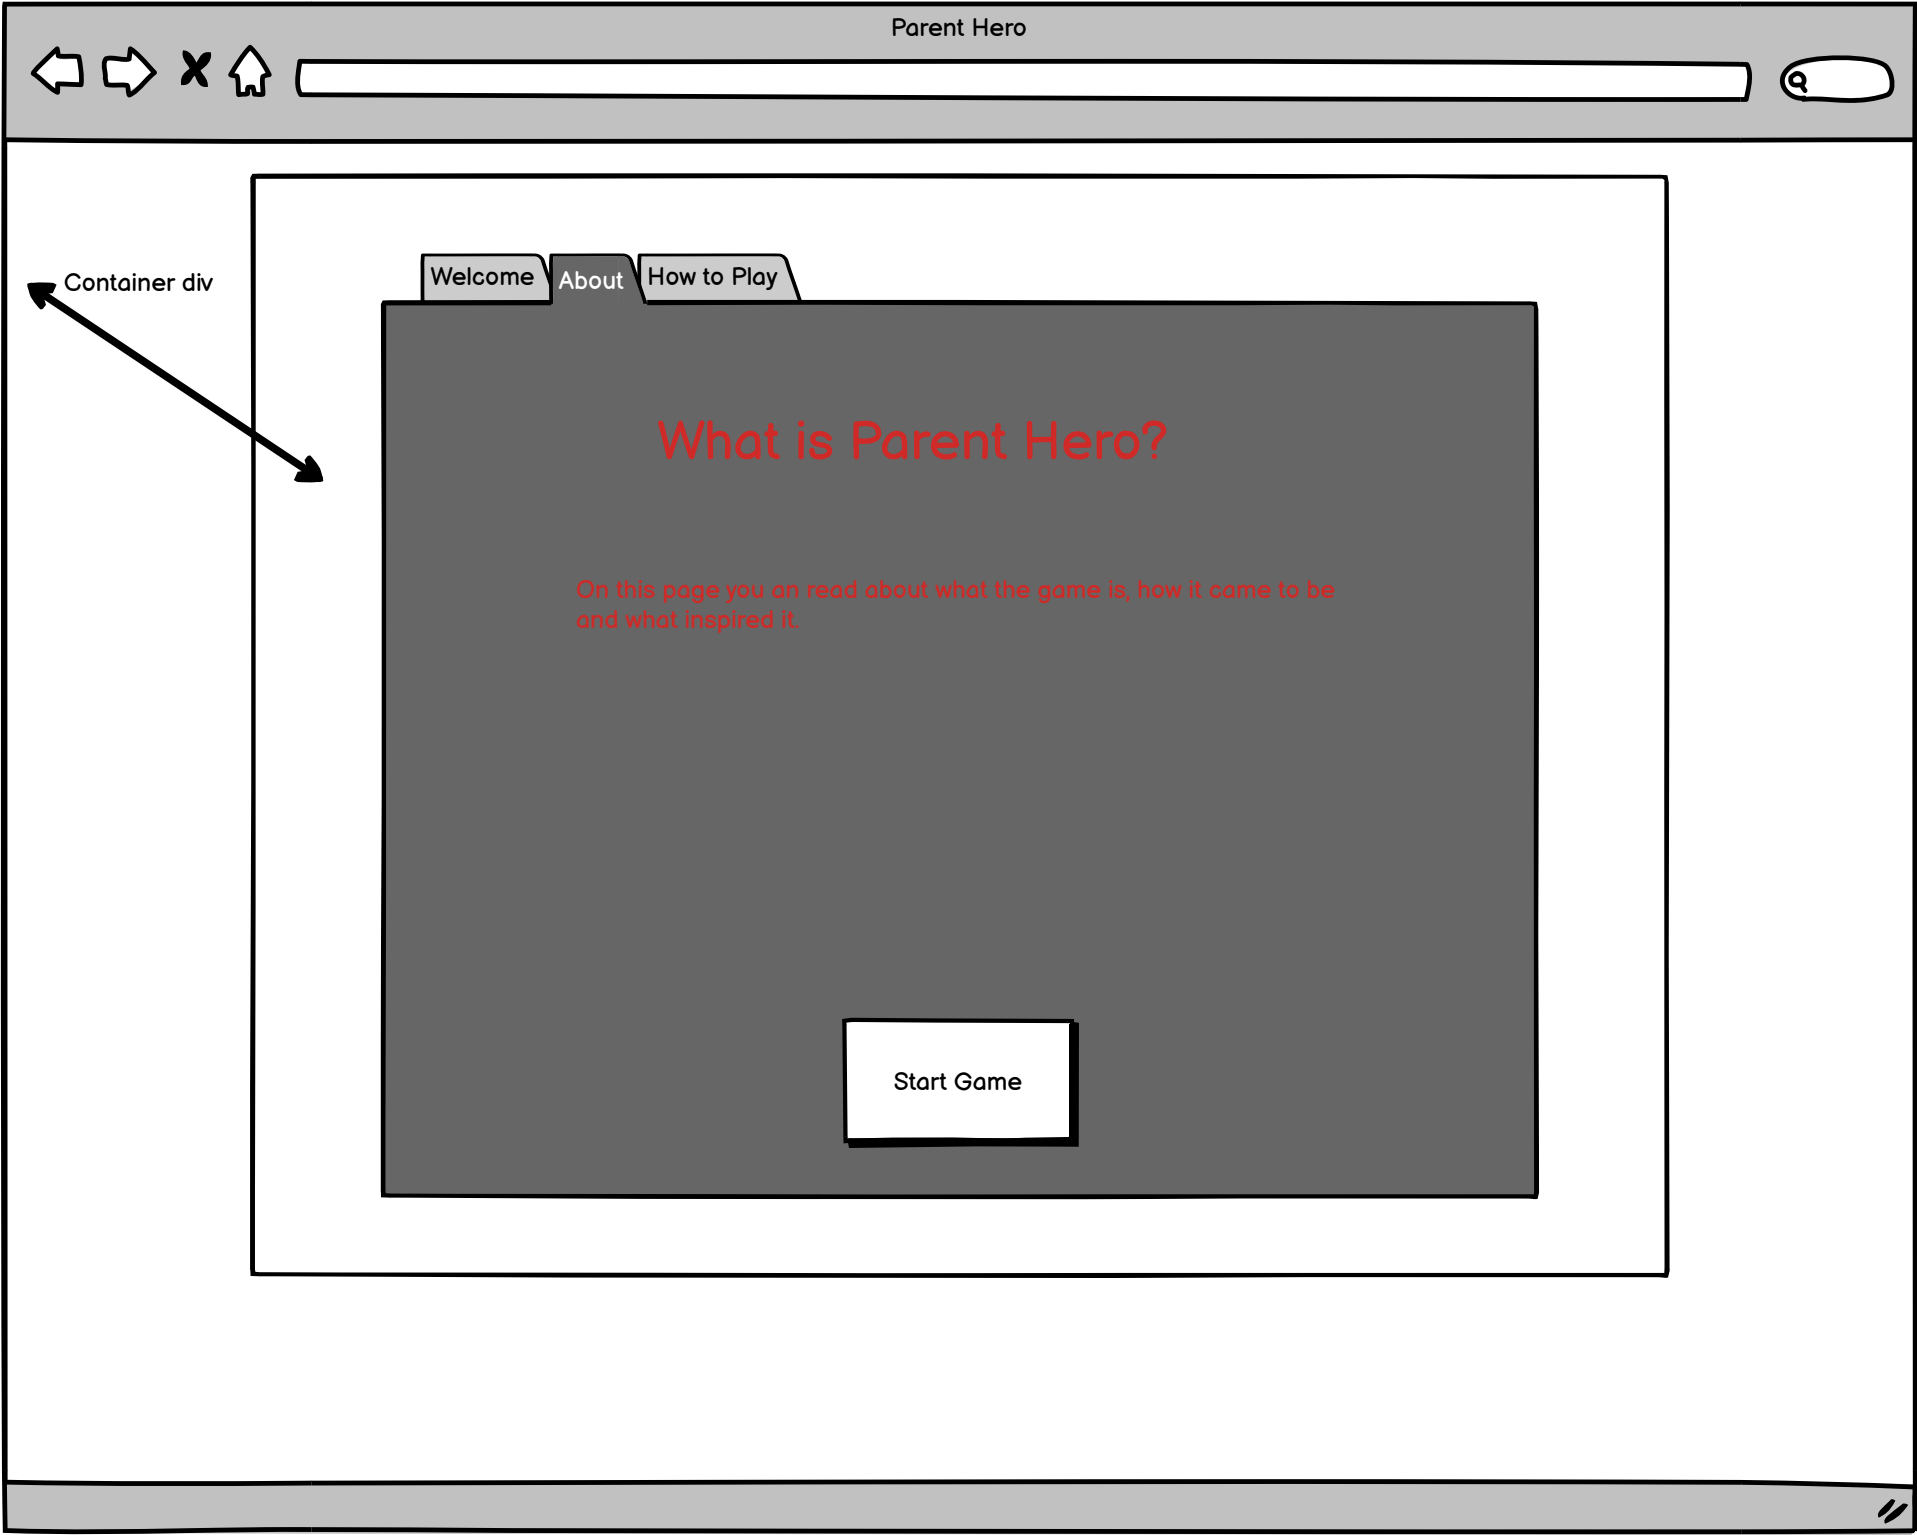 Parent Hero
Container div
Welcome
About
How to Play
What is Parent Hero?
On this page you an read about what the game is, how it came to be
and what inspired it.
Start Game